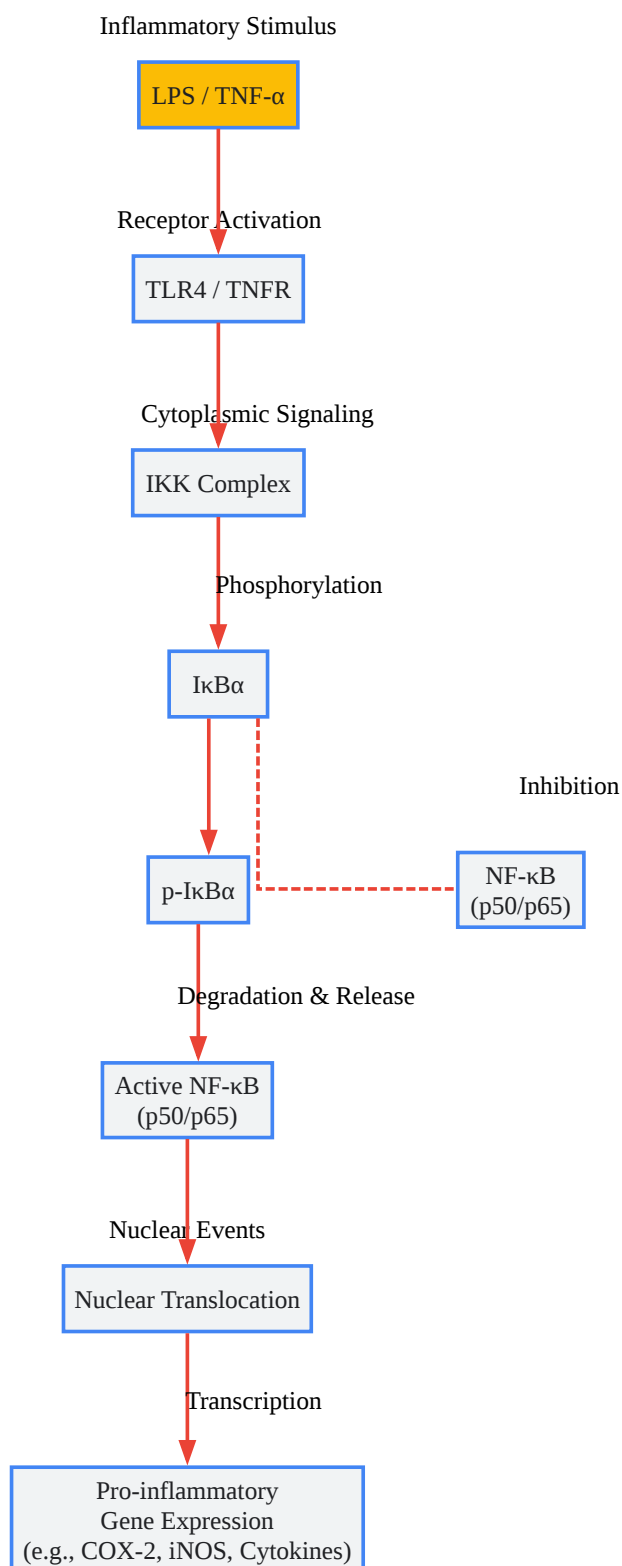 Inflammatory Stimulus
LPS / TNF-α
Receptor Activation
TLR4 / TNFR
Cytoplasmic Signaling
IKK Complex
Phosphorylation
IκBα
Inhibition
p-IκBα
NF-κB
(p50/p65)
Degradation & Release
Active NF-κB
(p50/p65)
Nuclear Events
Nuclear Translocation
Transcription
Pro-inflammatory
Gene Expression
(e.g., COX-2, iNOS, Cytokines)